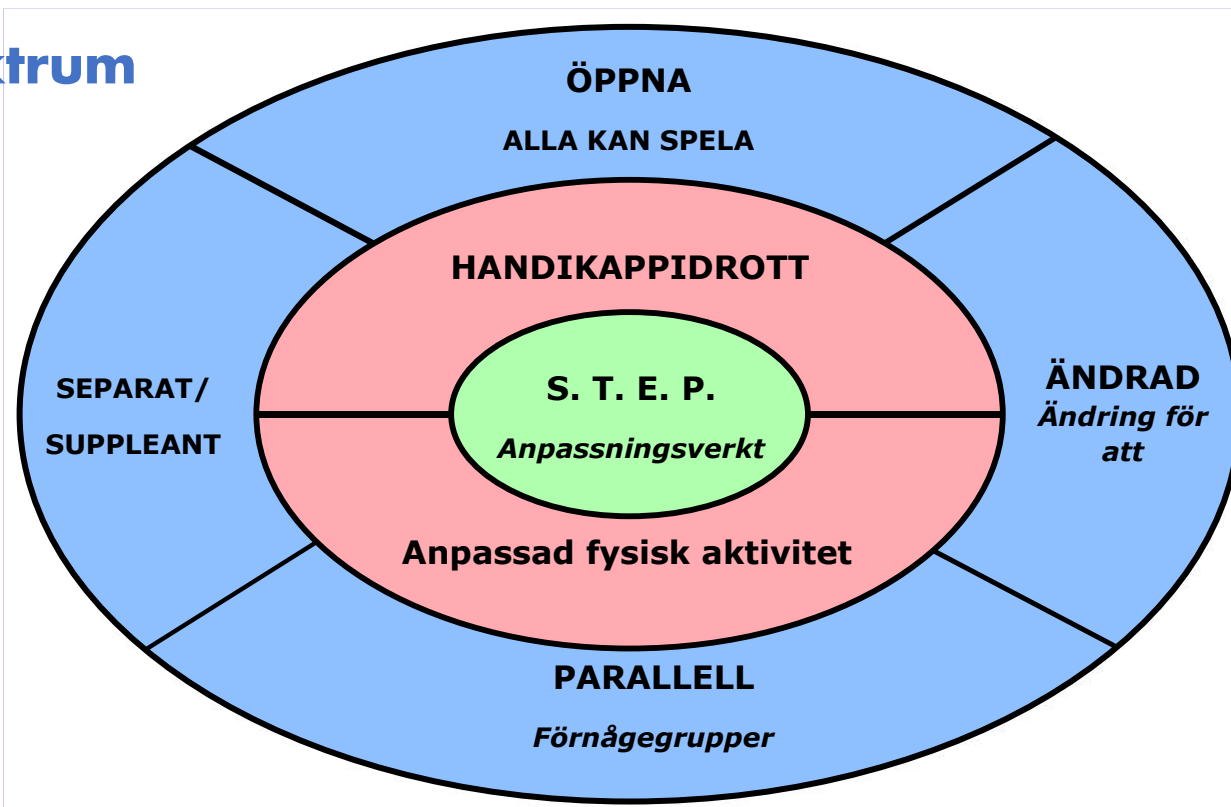 ktrum
ÖPPNA
ALLA KAN SPELA
HANDIKAPPIDROTT
SEPARAT/
SUPPLEANT
S. T. E. P.
Anpassningsverkt
ÄNDRAD
Ändring för
att
Anpassad fysisk aktivitet
PARALLELL
Förnågegrupper